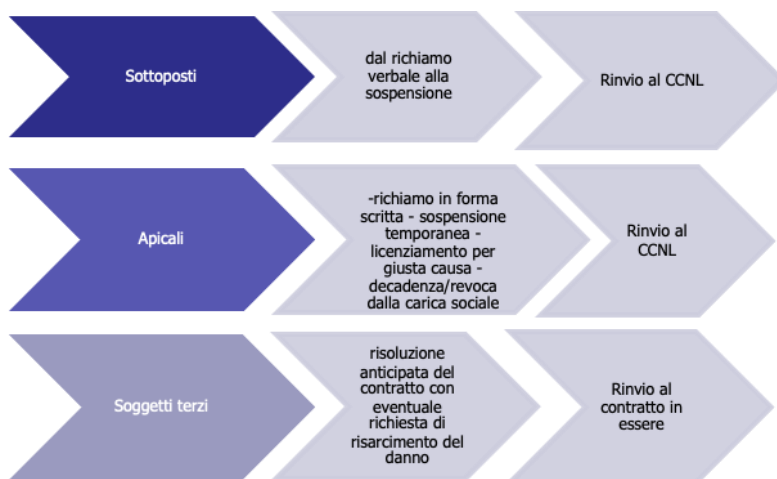 Sottoposti
dal richiamo
verbale alla
sospensione
Rinvio al CCNL
Apicali
-richiamo in forma
scritta - sospensione
temporanea -
licenziamento per
giusta causa -
decadenza/revoca
dalla carica sociale
Rinvio al
CCNL
Soggetti terzi
risoluzione
anticipata del
contratto con
eventuale
richiesta di
risarcimento del
danno
Rinvio al
contratto in
essere